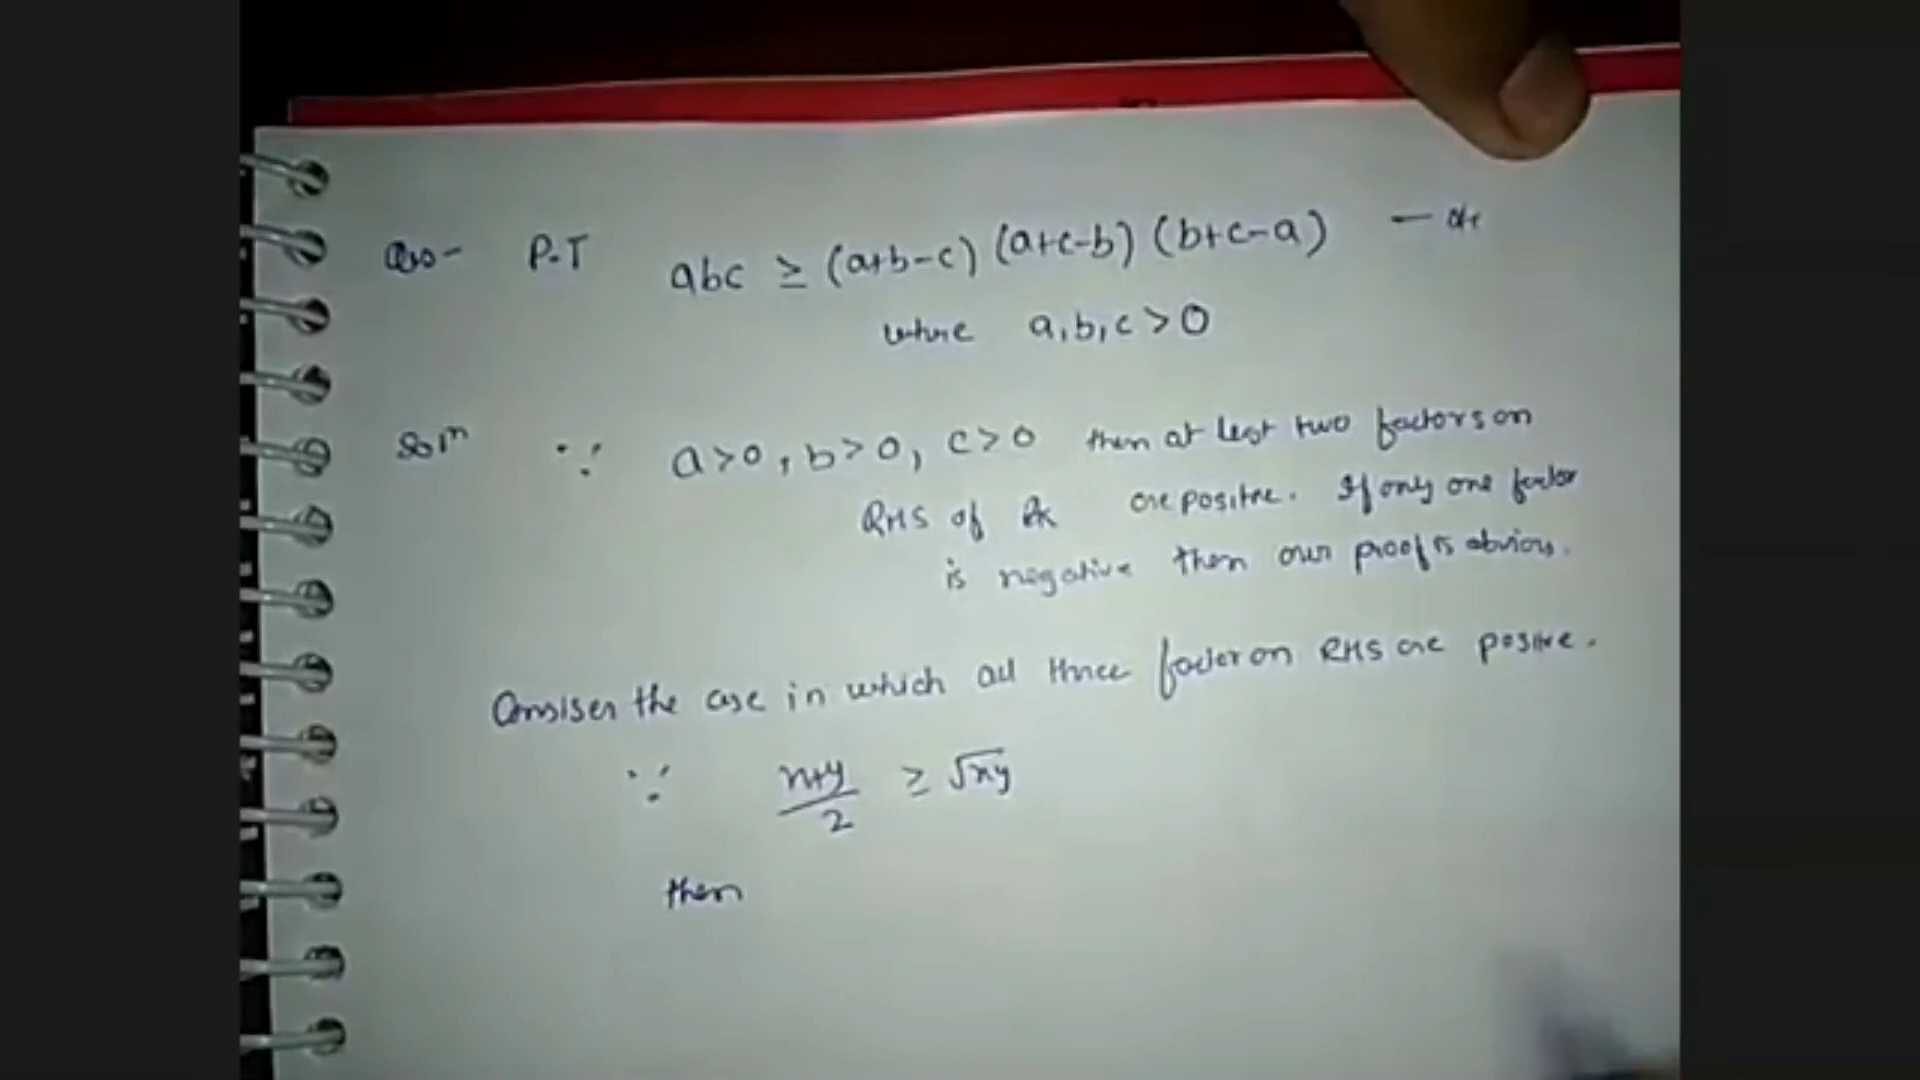 Qus- P.T abc ≥ (a+b-c) (a+c-b) (b+c-a) —
where a,b,c > 0
Soln ∵ a>0, b>0, c>0 then at lest two factors on
RHS of are positive. If only one factor
is negative then our proof is obvious.
the case in which all three factor on RHS are positive.
∵ x+y/2 ≥ √xy
then